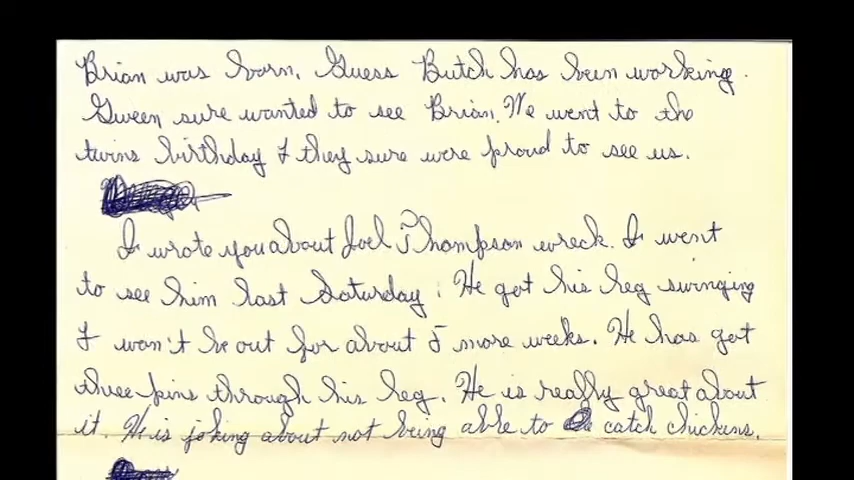 Brian was born. Guess Butch has been working.
Gween sure wanted to see Brian. We went to the
twins birthday & they sure were proud to see us.
I wrote you about Joel Thompson wreck. I went
to see him last Saturday. He got his leg swinging
& won't be out for about 5 more weeks. He has got
three pins through his leg. He is really great about
it. He is joking about not being able to catch chickens.